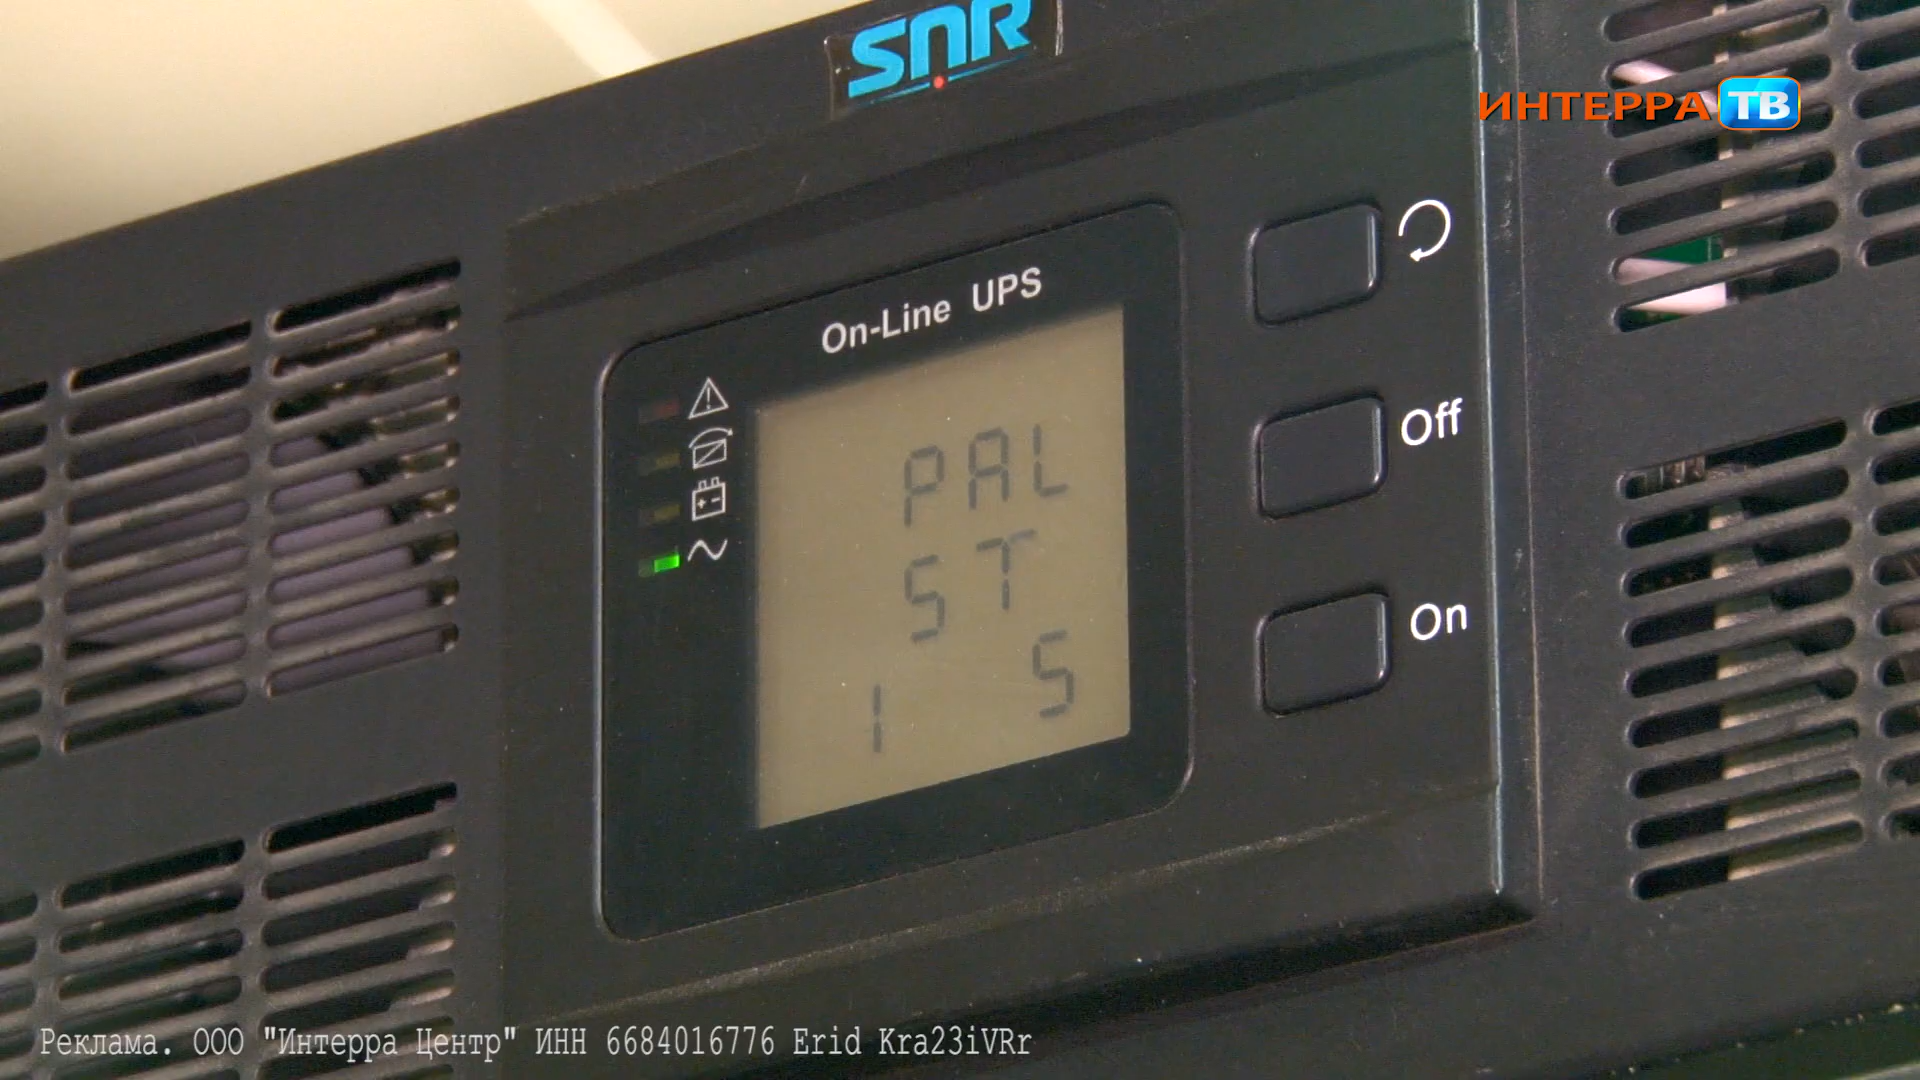 SNR
ИНТЕРРА ТВ
On-Line UPS
Off
On
PAL
ST
1 5
Реклама. ООО "Интерра Центр" ИНН 6684016776 Erid Kra23iVRr